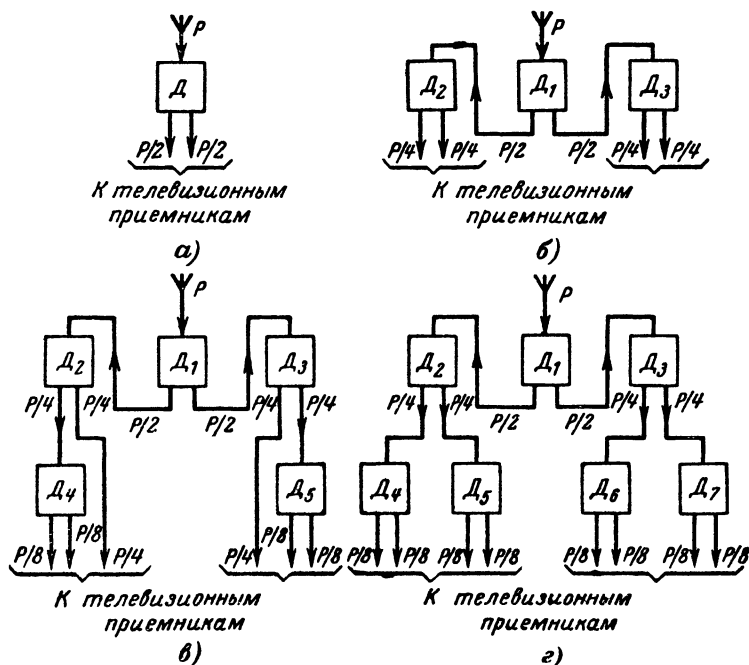 P
Д
P/2 P/2
К телевизионным
приемникам
а)
P
Д2 Д1 Д3
P/4 P/4 P/2 P/2 P/4 P/4
К телевизионным
приемникам
б)
P
Д2 Д1 Д3
P/4 P/4 P/2 P/2 P/4 P/4
Д4 Д5
P/8 P/8 P/4 P/4 P/8 P/8
К телевизионным
приемникам
в)
P
Д2 Д1 Д3
P/4 P/4 P/2 P/2 P/4 P/4
Д4 Д5 Д6 Д7
P/8 P/8 P/8 P/8 P/8 P/8 P/8 P/8
К телевизионным
приемникам
г)